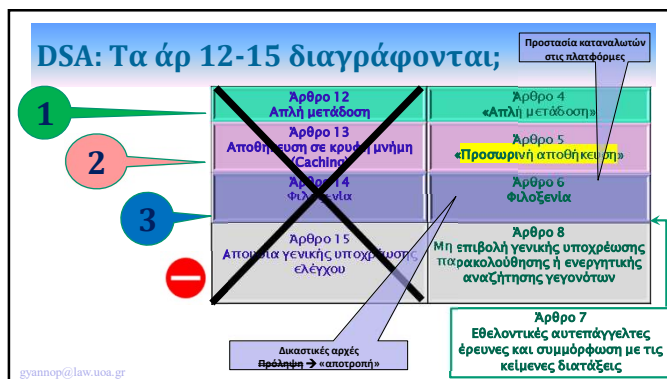 DSA: Τα άρ 12-15 διαγράφονται;
Προστασία καταναλωτών
στις πλατφόρμες
1
2
3
Άρθρο 12
Απλή μετάδοση
Άρθρο 4
«Απλή μετάδοση»
Άρθρο 13
Αποθήκευση σε κρυφή μνήμη
(Caching)
Άρθρο 5
«Προσωρινή αποθήκευση»
Άρθρο 14
Φιλοξενία
Άρθρο 6
Φιλοξενία
Άρθρο 15
Απουσία γενικής υποχρέωσης
ελέγχου
Άρθρο 8
Μη επιβολή γενικής υποχρέωσης
παρακολούθησης ή ενεργητικής
αναζήτησης γεγονότων
Δικαστικές αρχές
Πρόληψη → «αποτροπή»
Άρθρο 7
Εθελοντικές αυτεπάγγελτες
έρευνες και συμμόρφωση με τις
κείμενες διατάξεις
gyannop@law.uoa.gr